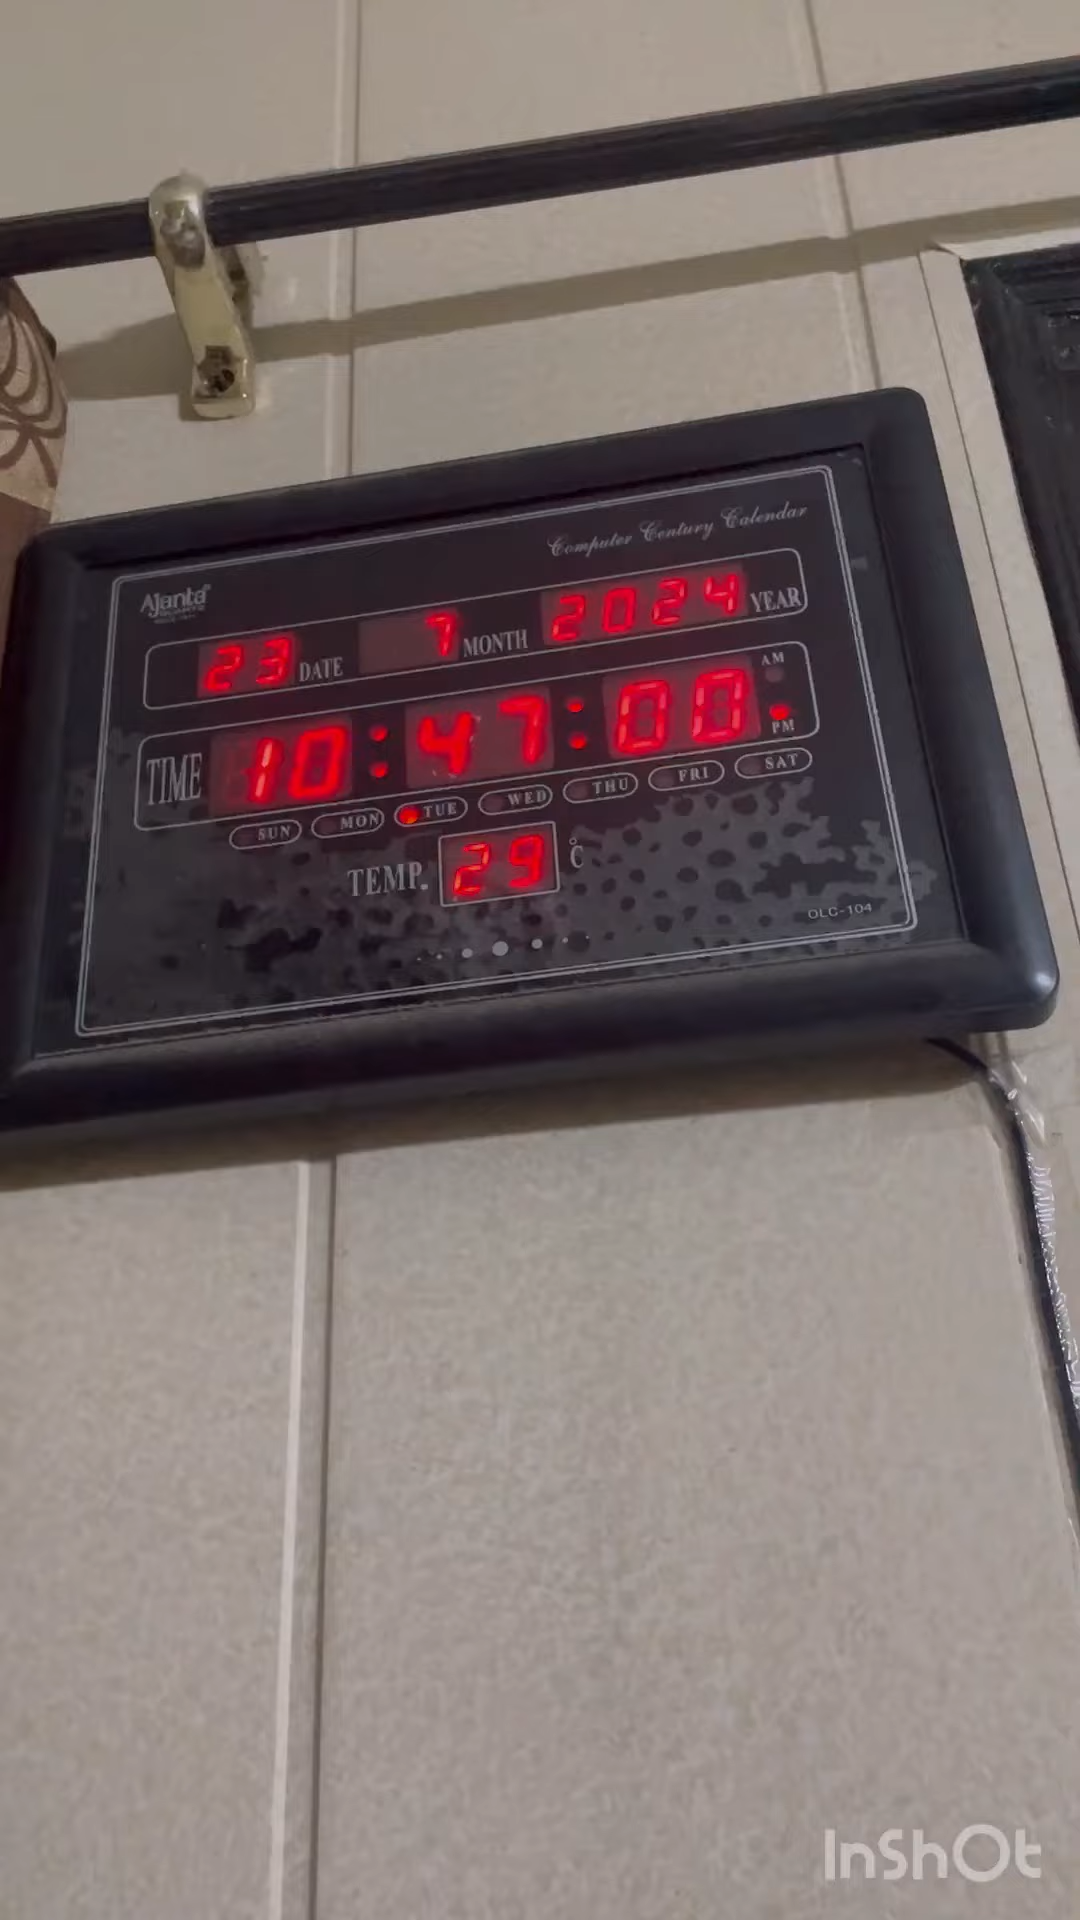 Computer Century Calendar
Ajanta
QUARTZ
23 DATE 7 MONTH 2024 YEAR
TIME 10:47:00 AM PM
SUN MON TUE WED THU FRI SAT
TEMP. 29 °C
OLC-104
InShOt